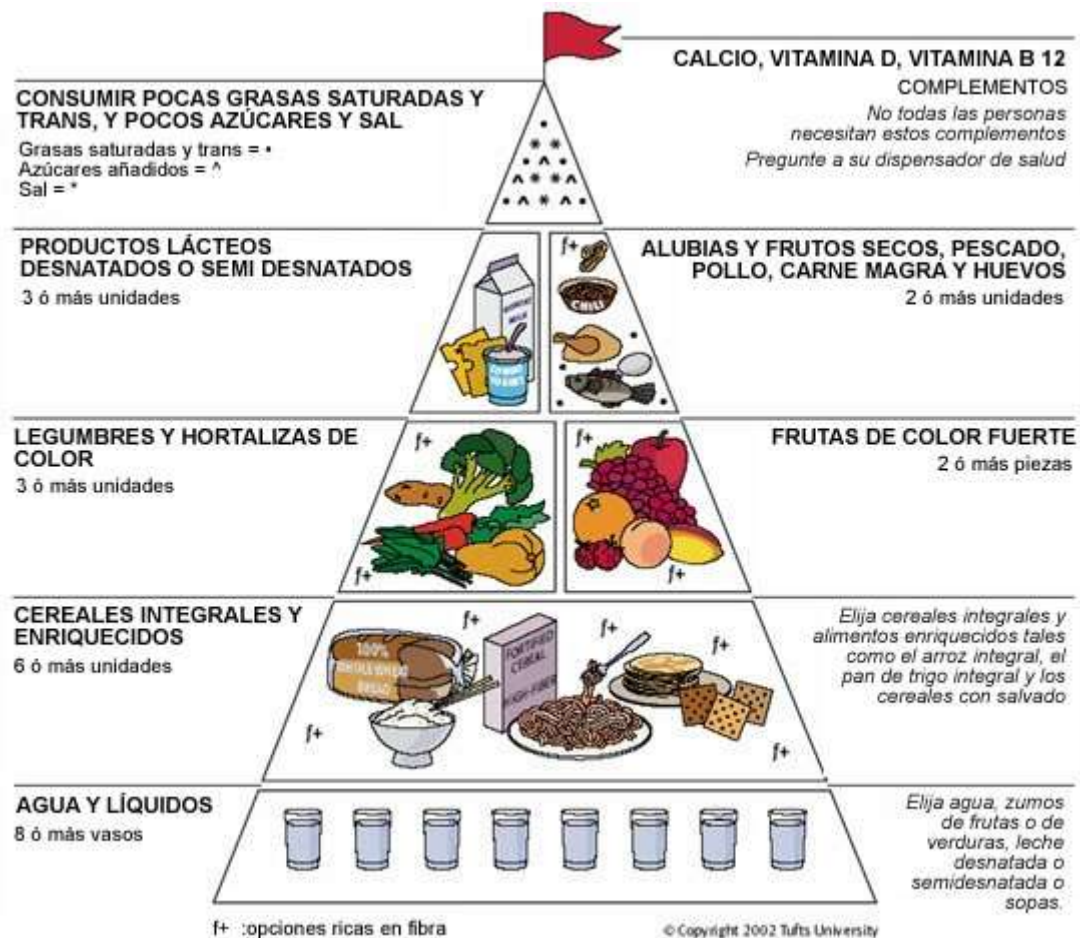 CALCIO, VITAMINA D, VITAMINA B 12
COMPLEMENTOS
No todas las personas
necesitan estos complementos
Pregunte a su dispensador de salud
CONSUMIR POCAS GRASAS SATURADAS Y
TRANS, Y POCOS AZÚCARES Y SAL
Grasas saturadas y trans = •
Azúcares añadidos = ^
Sal = *
PRODUCTOS LÁCTEOS
DESNATADOS O SEMI DESNATADOS
3 ó más unidades
MILK
f+
CHILI
ALUBIAS Y FRUTOS SECOS, PESCADO,
POLLO, CARNE MAGRA Y HUEVOS
2 ó más unidades
LEGUMBRES Y HORTALIZAS DE
COLOR
3 ó más unidades
f+
f+
f+
f+
FRUTAS DE COLOR FUERTE
2 ó más piezas
CEREALES INTEGRALES Y
ENRIQUECIDOS
6 ó más unidades
100%
WHOLE WHEAT
BREAD
FORTIFIED
CEREAL
HIGH-FIBER
f+
f+
f+
f+
f+
Elija cereales integrales y
alimentos enriquecidos tales
como el arroz integral, el
pan de trigo integral y los
cereales con salvado
AGUA Y LÍQUIDOS
8 ó más vasos
Elija agua, zumos
de frutas o de
verduras, leche
desnatada o
semidesnatada o
sopas.
f+ :opciones ricas en fibra
© Copyright 2002 Tufts University